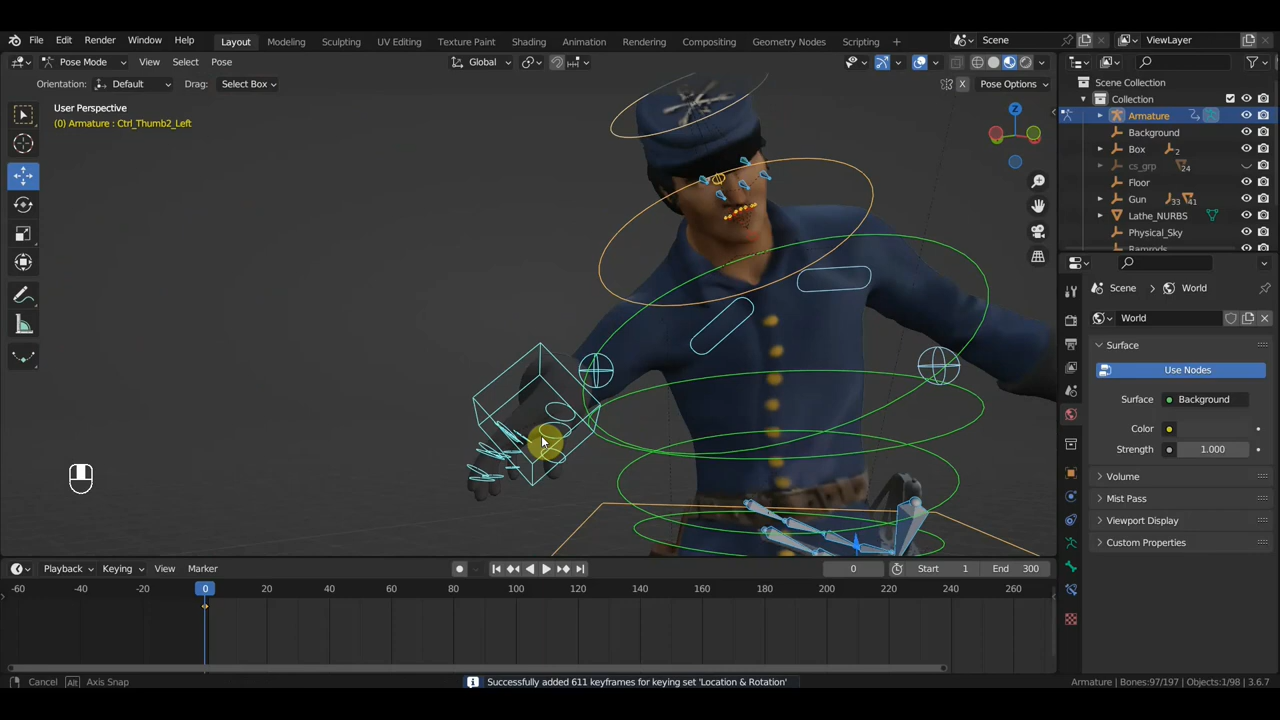 File Edit Render Window Help Layout Modeling Sculpting UV Editing Texture Paint Shading Animation Rendering Compositing Geometry Nodes Scripting + Scene ViewLayer
Pose Mode View Select Pose Global
Orientation: Default Drag: Select Box X Pose Options
Scene Collection
Collection
User Perspective
(0) Armature : Ctrl_Thumb2_Left
Z
Armature
Background
Box 2
cs_grp 24
Floor
Gun 33 41
Lathe_NURBS
Physical_Sky
Ramrods
Scene World
World
Surface
Use Nodes
Surface Background
Color
Strength 1.000
Volume
Mist Pass
Viewport Display
Custom Properties
Playback Keying View Marker 0 Start 1 End 300
-60 -40 -20 0 20 40 60 80 100 120 140 160 180 200 220 240 260
Cancel Alt Axis Snap Successfully added 611 keyframes for keying set 'Location & Rotation' Armature | Bones:97/197 | Objects:1/98 | 3.6.7